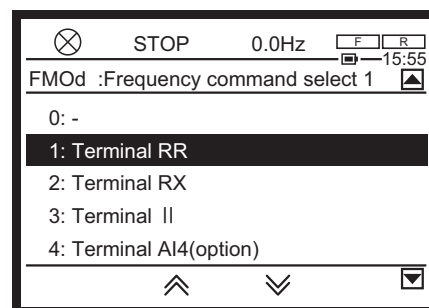 STOP 0.0Hz F R
15:55
FMOd :Frequency command select 1
0: -
1: Terminal RR
2: Terminal RX
3: Terminal II
4: Terminal AI4(option)